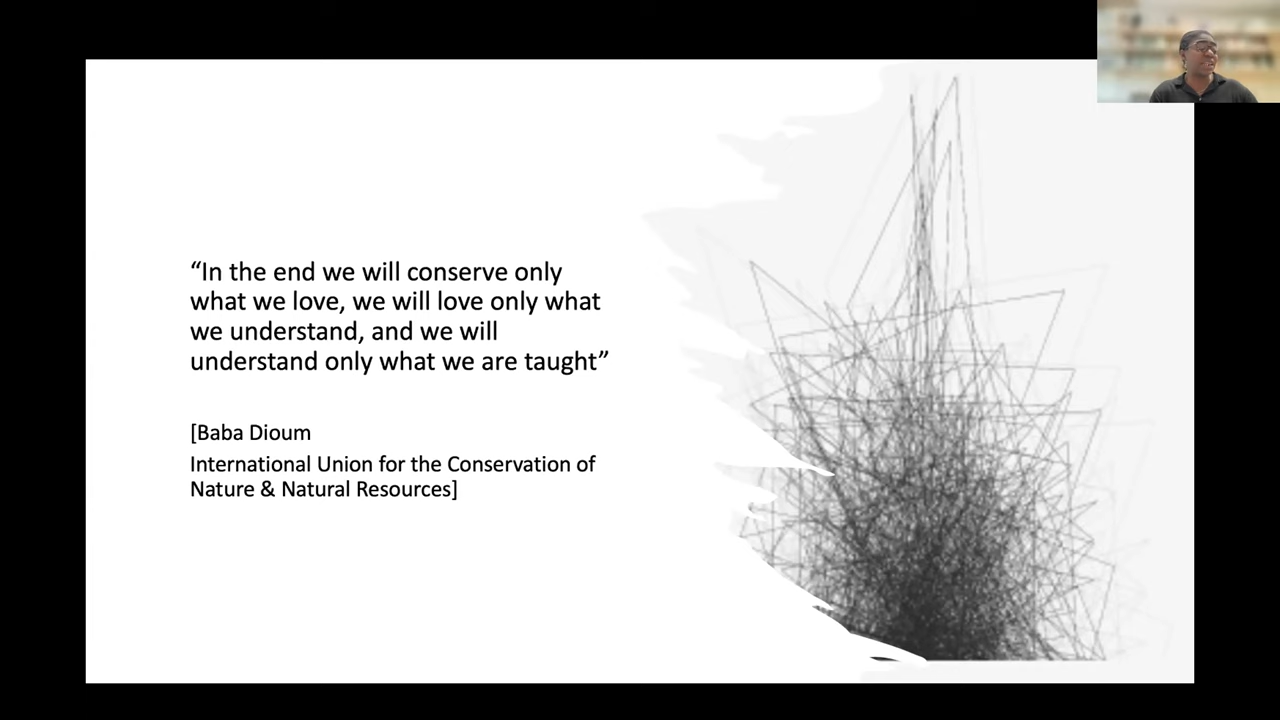 “In the end we will conserve only
what we love, we will love only what
we understand, and we will
understand only what we are taught”
[Baba Dioum
International Union for the Conservation of
Nature & Natural Resources]